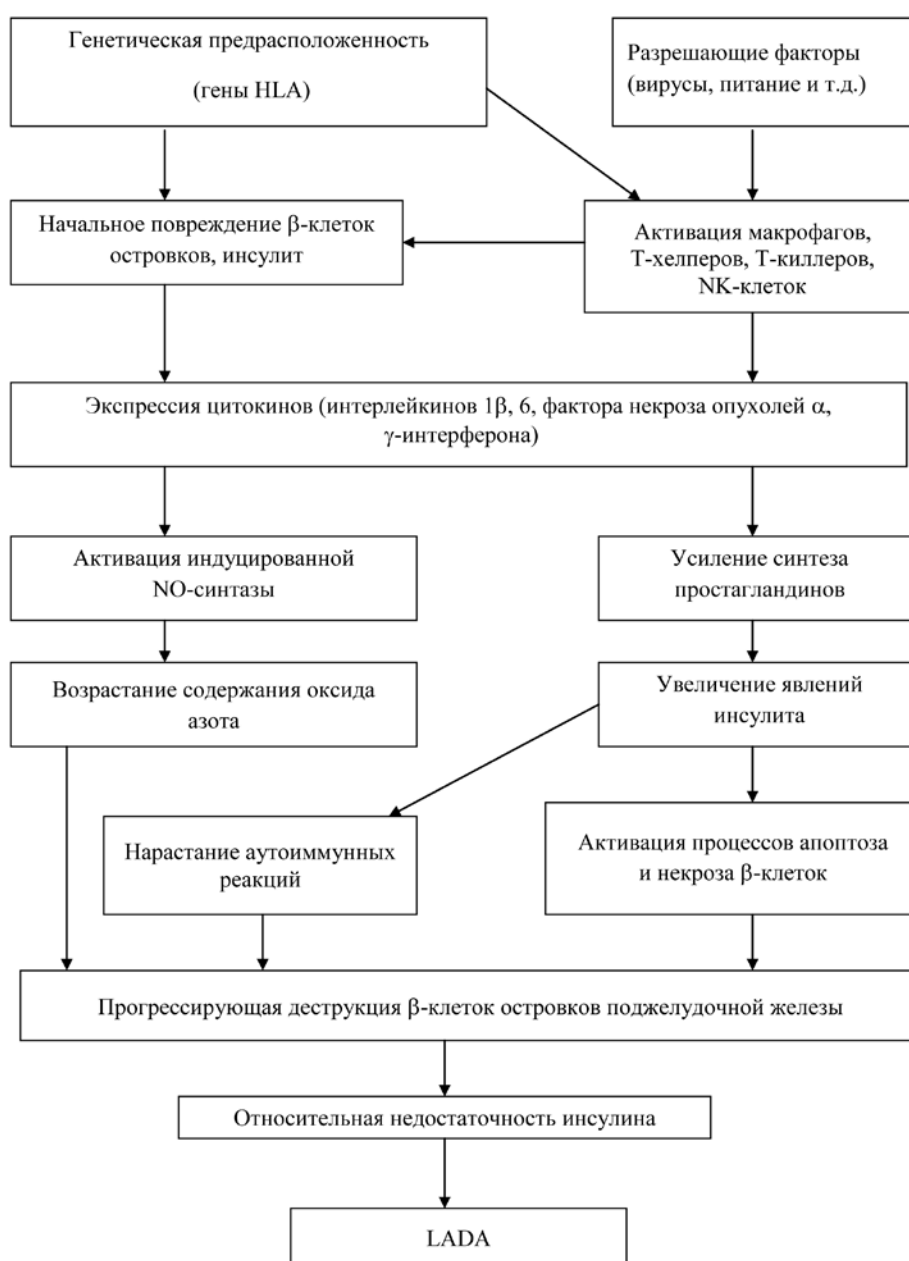 Генетическая предрасположенность
(гены HLA)
Разрешающие факторы
(вирусы, питание и т.д.)
Начальное повреждение β-клеток
островков, инсулит
Активация макрофагов,
Т-хелперов, Т-киллеров,
NK-клеток
Экспрессия цитокинов (интерлейкинов 1β, 6, фактора некроза опухолей α,
γ-интерферона)
Активация индуцированной
NO-синтазы
Усиление синтеза
простагландинов
Возрастание содержания оксида
азота
Увеличение явлений
инсулита
Нарастание аутоиммунных
реакций
Активация процессов апоптоза
и некроза β-клеток
Прогрессирующая деструкция β-клеток островков поджелудочной железы
Относительная недостаточность инсулина
LADA